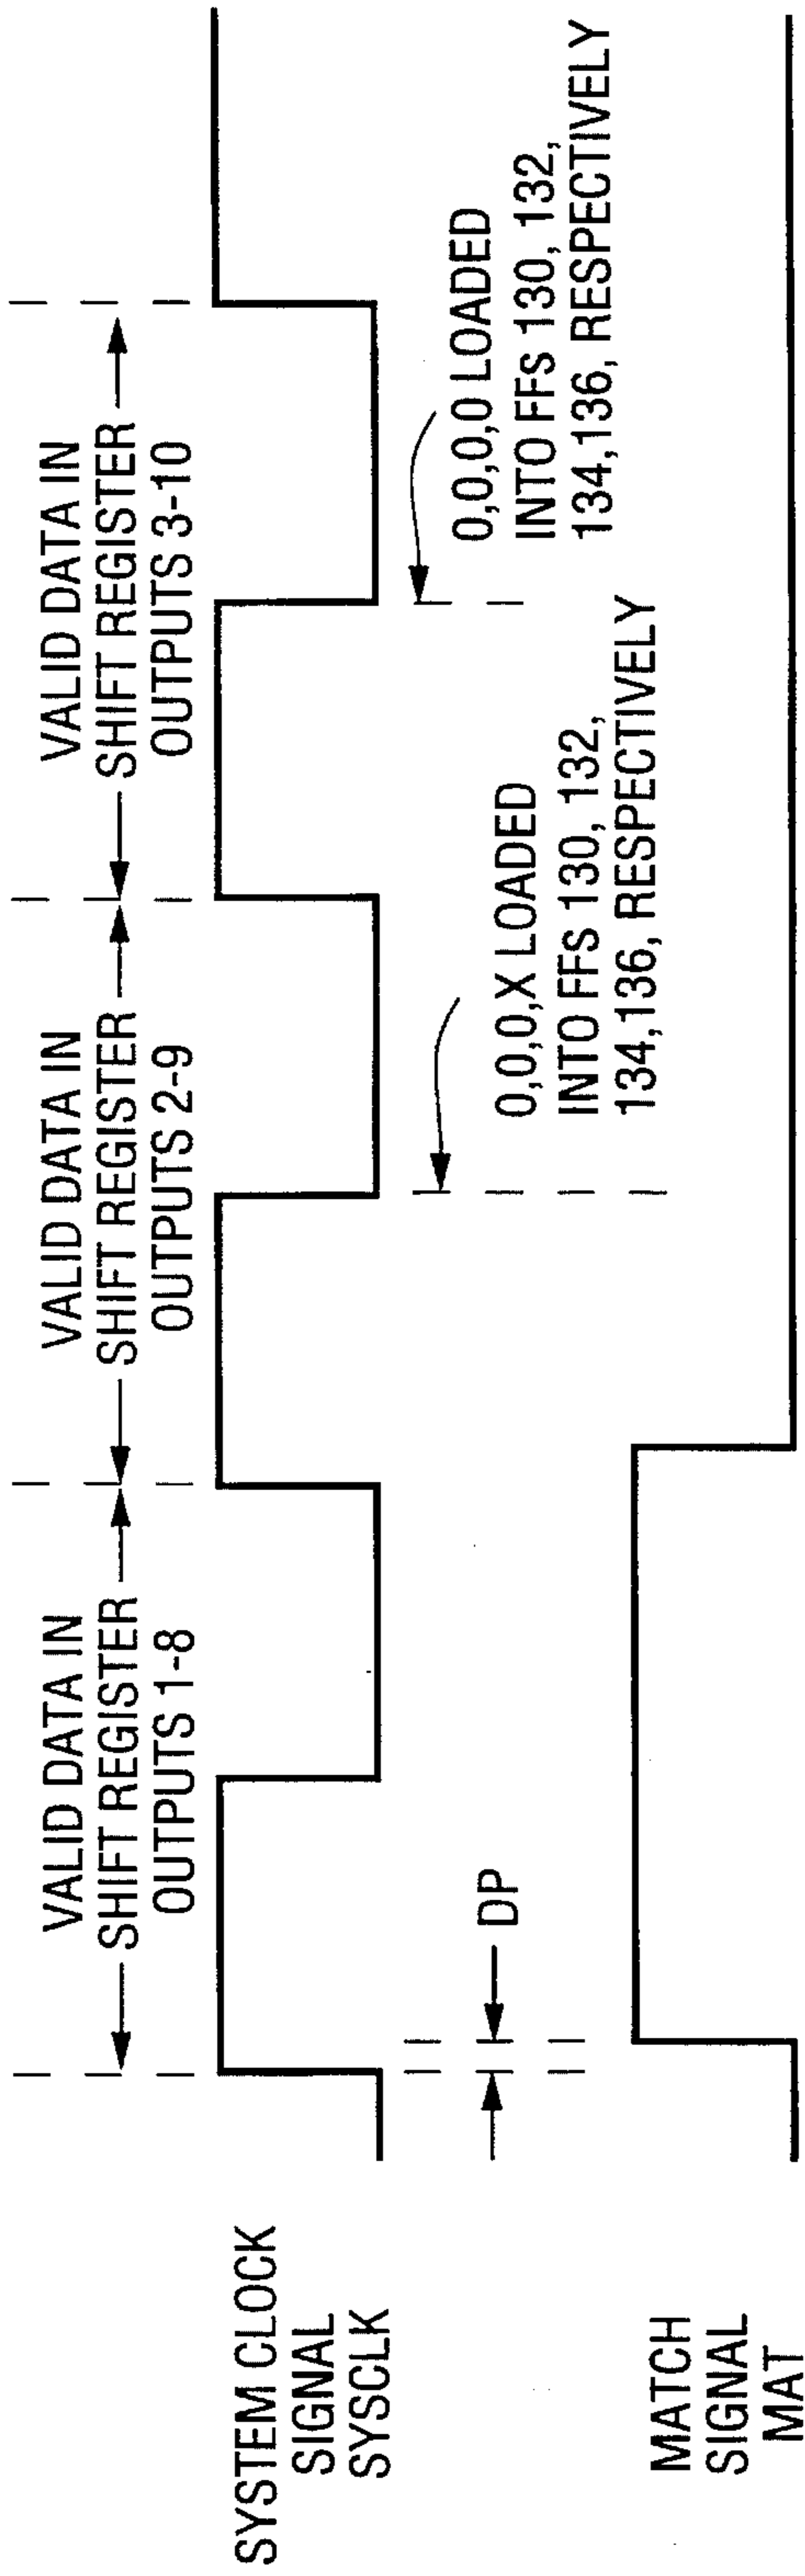 VALID DATA IN
SHIFT REGISTER
OUTPUTS 1-8
VALID DATA IN
SHIFT REGISTER
OUTPUTS 2-9
VALID DATA IN
SHIFT REGISTER
OUTPUTS 3-10
SYSTEM CLOCK
SIGNAL
SYSCLK
DP
0,0,0,X LOADED
INTO FFS 130, 132,
134,136, RESPECTIVELY
0,0,0,0 LOADED
INTO FFS 130, 132,
134,136, RESPECTIVELY
MATCH
SIGNAL
MAT